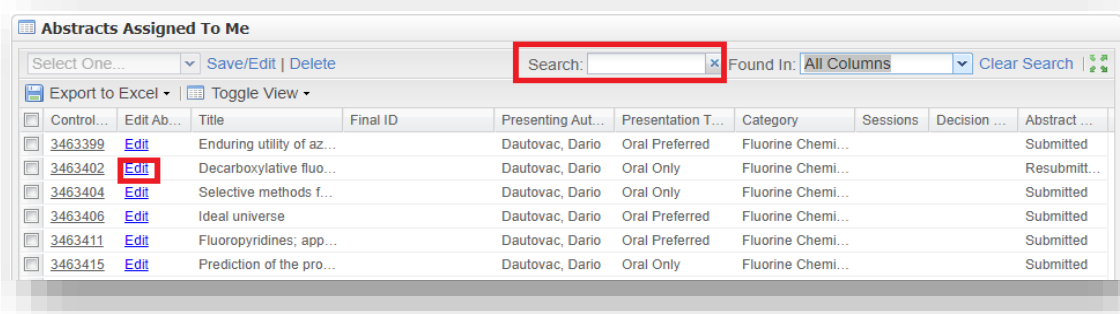 Abstracts Assigned To Me
Select One... Save/Edit | Delete Search: × Found In: All Columns Clear Search |
Export to Excel | Toggle View
Control... Edit Ab... Title Final ID Presenting Aut... Presentation T... Category Sessions Decision ... Abstract ...
3463399 Edit Enduring utility of az... Dautovac, Dario Oral Preferred Fluorine Chemi... Submitted
3463402 Edit Decarboxylative fluo... Dautovac, Dario Oral Only Fluorine Chemi... Resubmitt...
3463404 Edit Selective methods f... Dautovac, Dario Oral Only Fluorine Chemi... Submitted
3463406 Edit Ideal universe Dautovac, Dario Oral Preferred Fluorine Chemi... Submitted
3463411 Edit Fluoropyridines; app... Dautovac, Dario Oral Preferred Fluorine Chemi... Submitted
3463415 Edit Prediction of the pro... Dautovac, Dario Oral Only Fluorine Chemi... Submitted